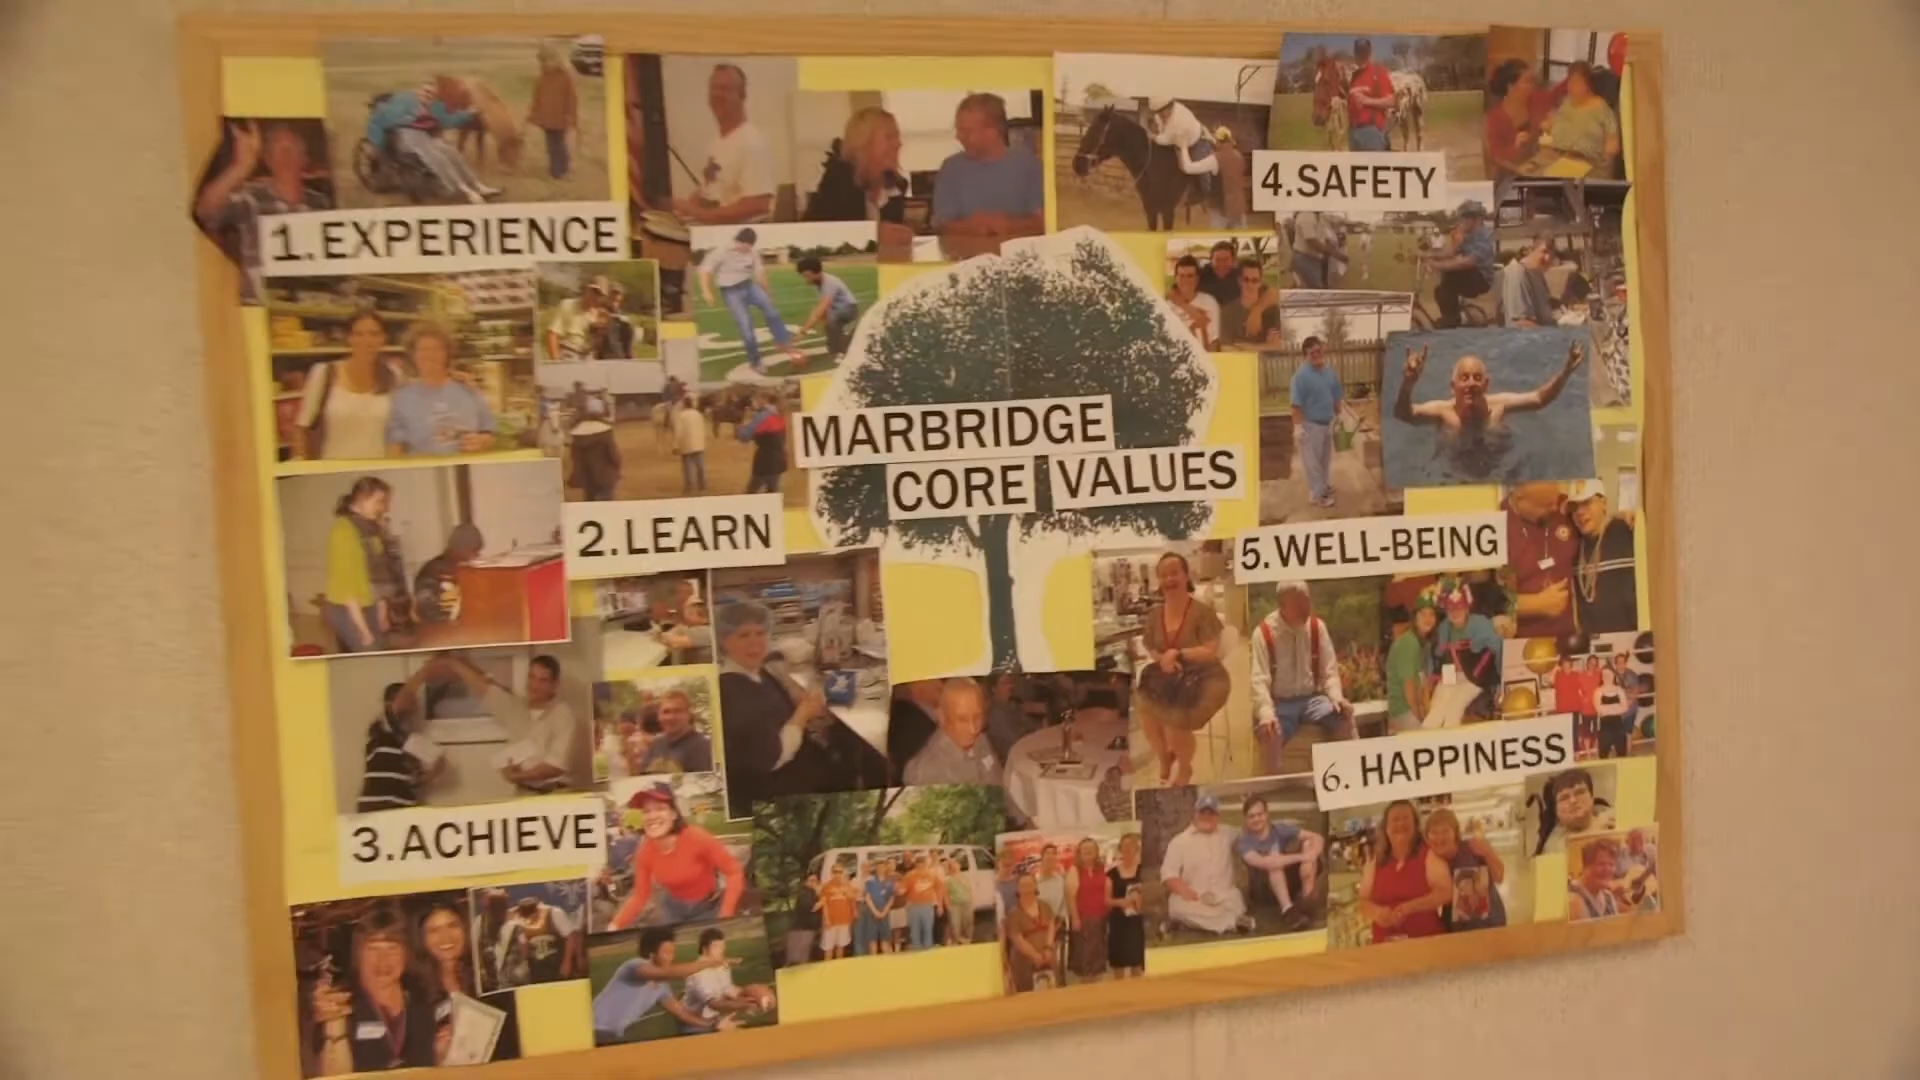 MARBRIDGE
CORE VALUES
1.EXPERIENCE
2.LEARN
3.ACHIEVE
4.SAFETY
5.WELL-BEING
6. HAPPINESS